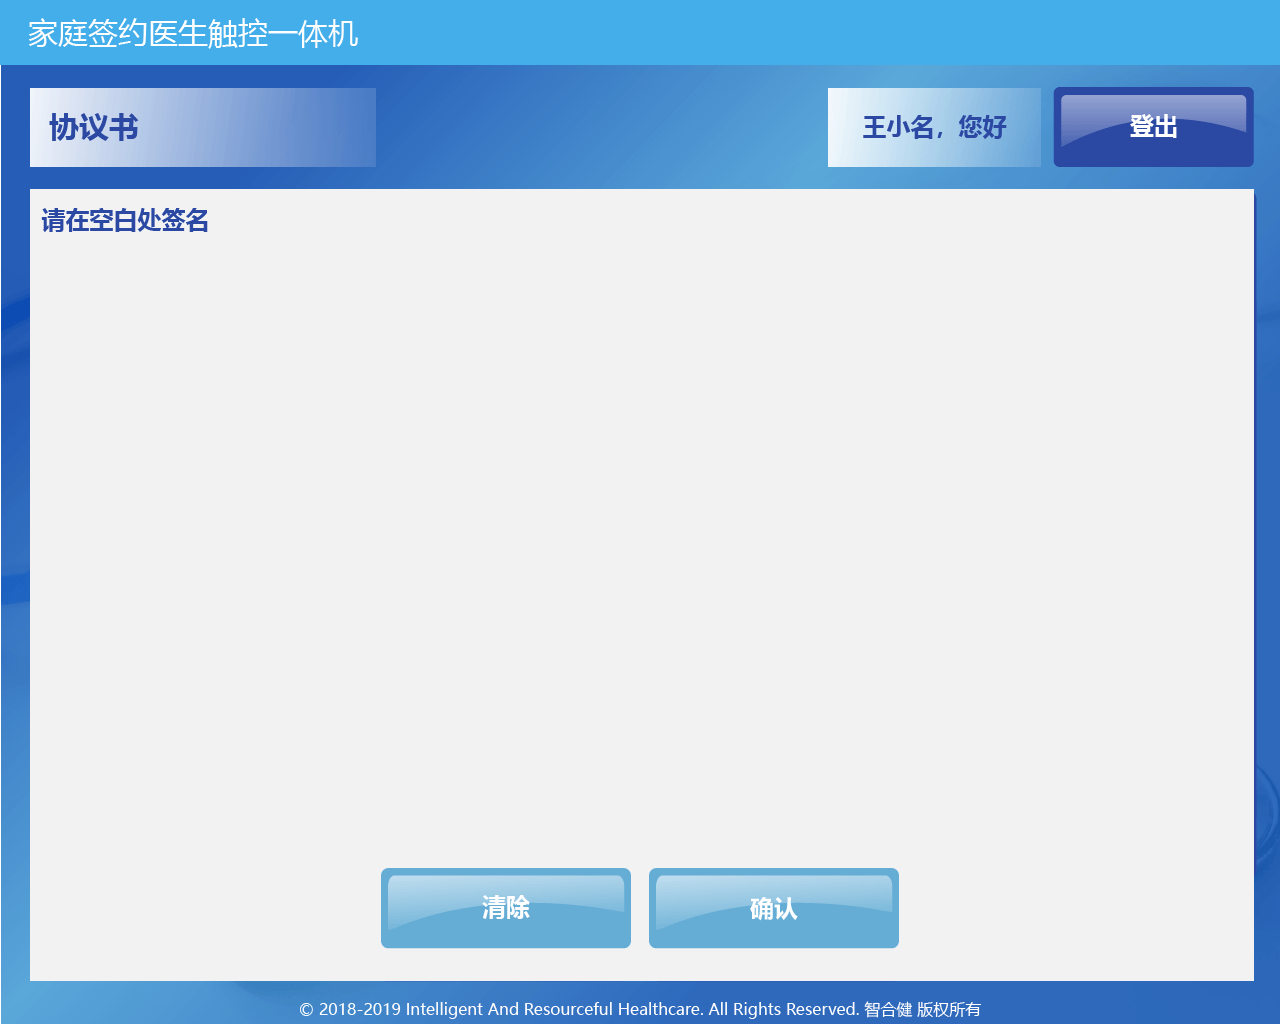 家庭签约医生触控一体机
协议书
王小名，您好
登出
请在空白处签名
清除
确认
© 2018-2019 Intelligent And Resourceful Healthcare. All Rights Reserved. 智合健 版权所有